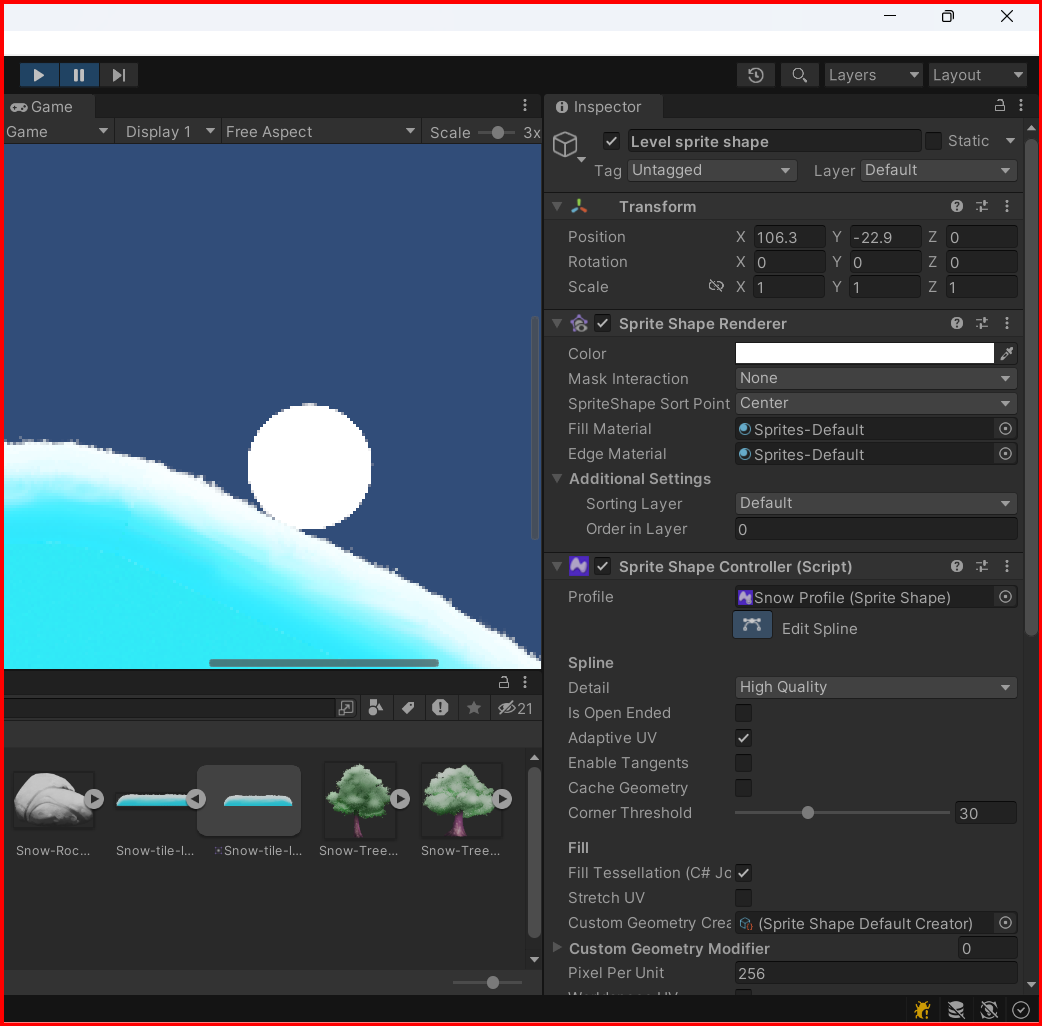 Game
Game
Display 1
Free Aspect
Scale
3x
21
Snow-Roc...
Snow-tile-l...
Snow-tile-l...
Snow-Tree...
Snow-Tree...
Layers
Layout
Inspector
Level sprite shape
Static
Tag Untagged
Layer Default
Transform
Position X 106.3 Y -22.9 Z 0
Rotation X 0 Y 0 Z 0
Scale X 1 Y 1 Z 1
Sprite Shape Renderer
Color
Mask Interaction None
SpriteShape Sort Point Center
Fill Material Sprites-Default
Edge Material Sprites-Default
Additional Settings
Sorting Layer Default
Order in Layer 0
Sprite Shape Controller (Script)
Profile Snow Profile (Sprite Shape)
Edit Spline
Spline
Detail High Quality
Is Open Ended
Adaptive UV
Enable Tangents
Cache Geometry
Corner Threshold 30
Fill
Fill Tessellation (C# Jo
Stretch UV
Custom Geometry Crea (Sprite Shape Default Creator)
Custom Geometry Modifier 0
Pixel Per Unit 256